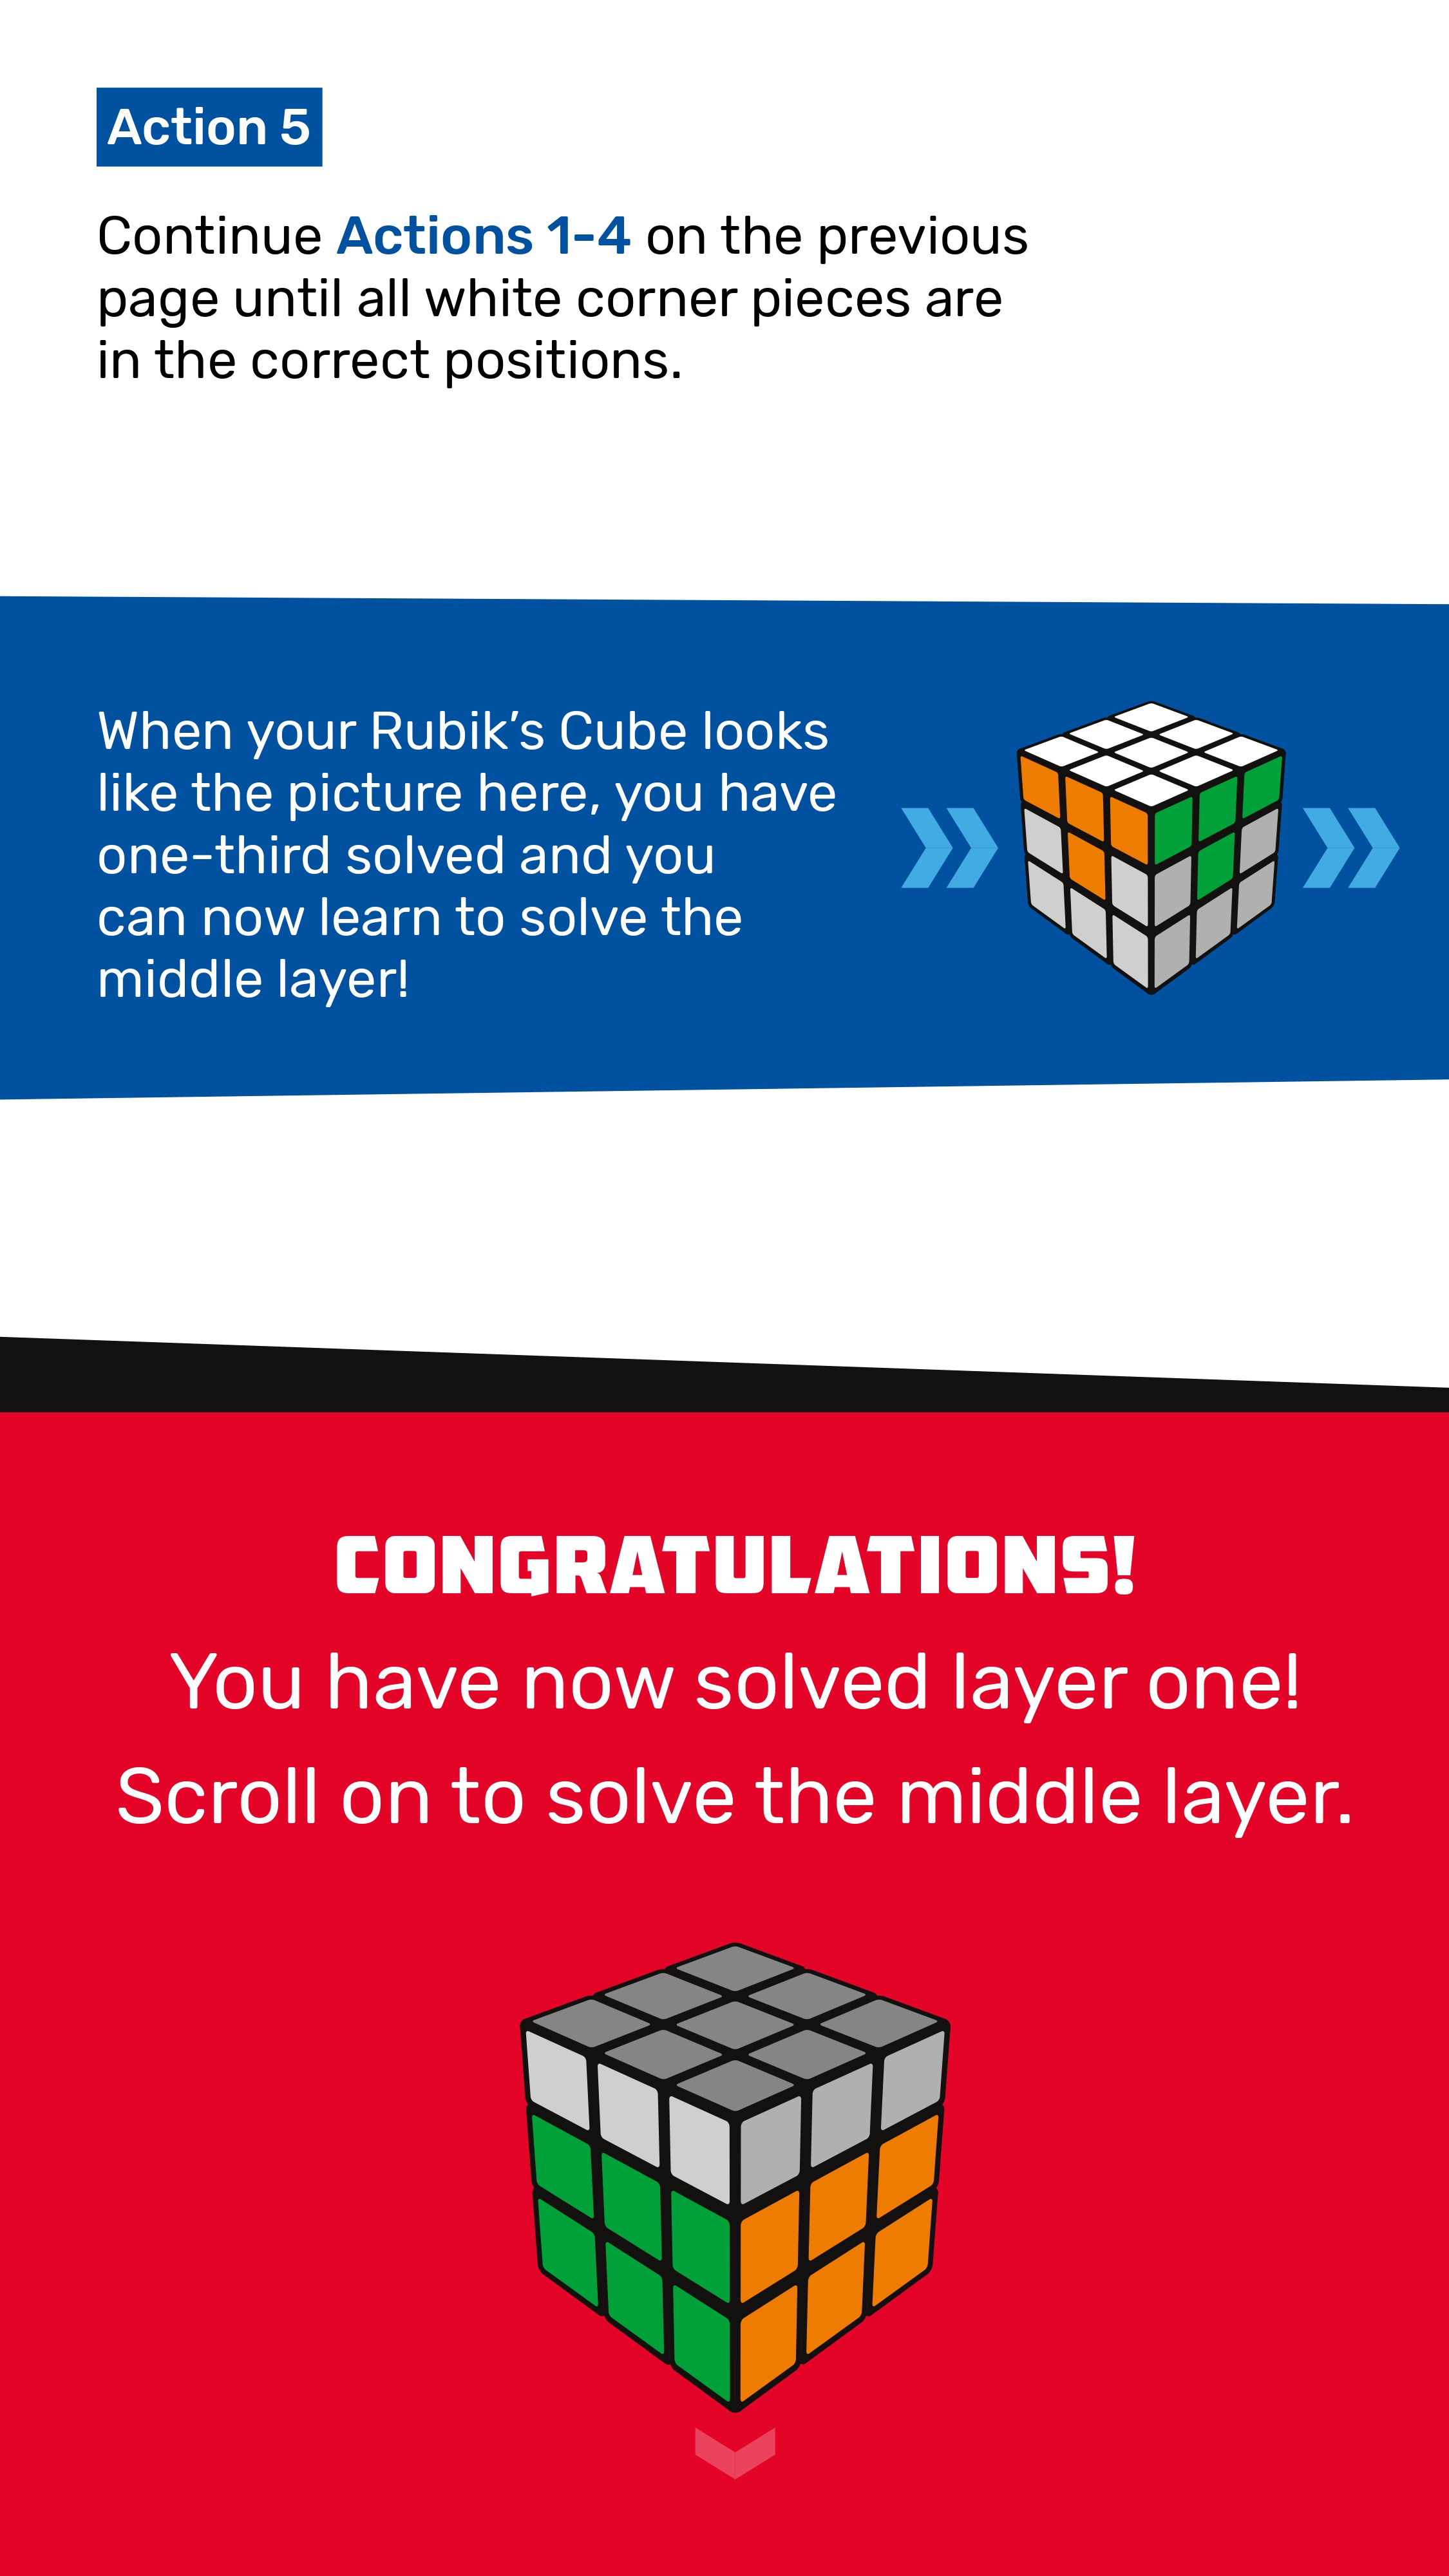 Action 5
Continue Actions 1-4 on the previous
page until all white corner pieces are
in the correct positions.
When your Rubik’s Cube looks
like the picture here, you have
one-third solved and you
can now learn to solve the
middle layer!
CONGRATULATIONS!
You have now solved layer one!
Scroll on to solve the middle layer.